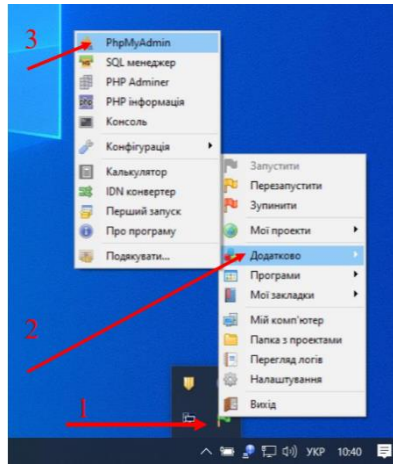 3
PhpMyAdmin
SQL менеджер
PHP Adminer
PHP інформація
Консоль
Конфігурація
Калькулятор
IDN конвертер
Перший запуск
Про програму
Подякувати...
Запустити
Перезапустити
Зупинити
Мої проекти
Додатково
Програми
Мої закладки
Мій комп'ютер
Папка з проектами
Перегляд логів
Налаштування
Вихід
2
1
УКР 10:40